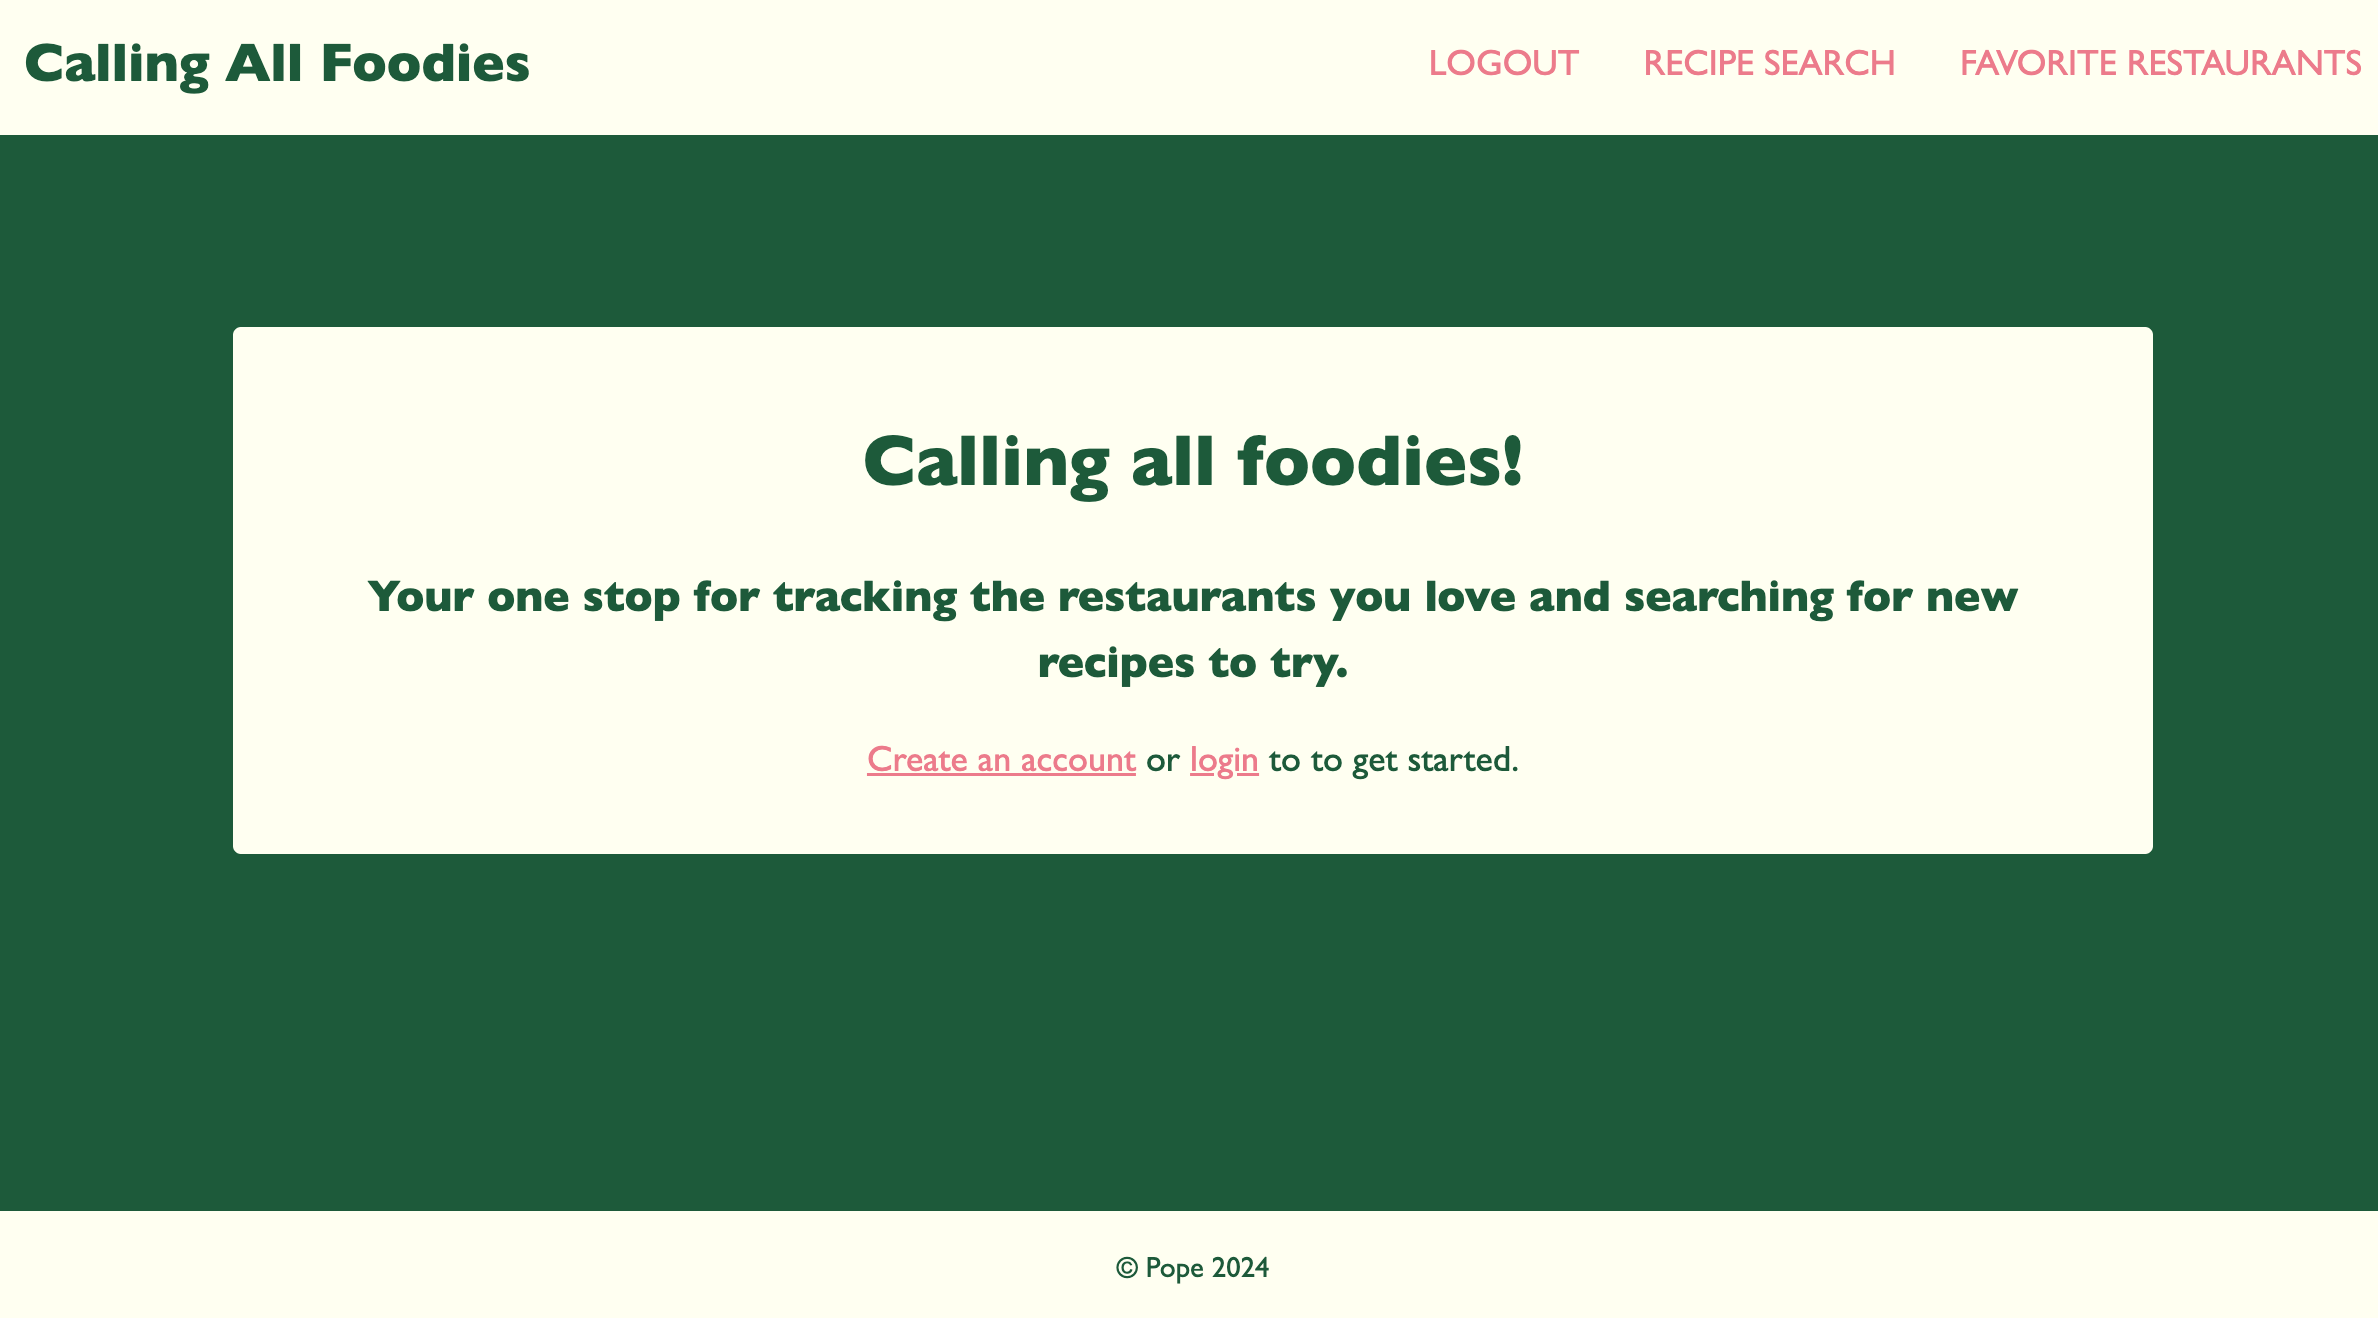 Calling All Foodies
LOGOUT RECIPE SEARCH FAVORITE RESTAURANTS
Calling all foodies!
Your one stop for tracking the restaurants you love and searching for new
recipes to try.
Create an account or login to to get started.
© Pope 2024